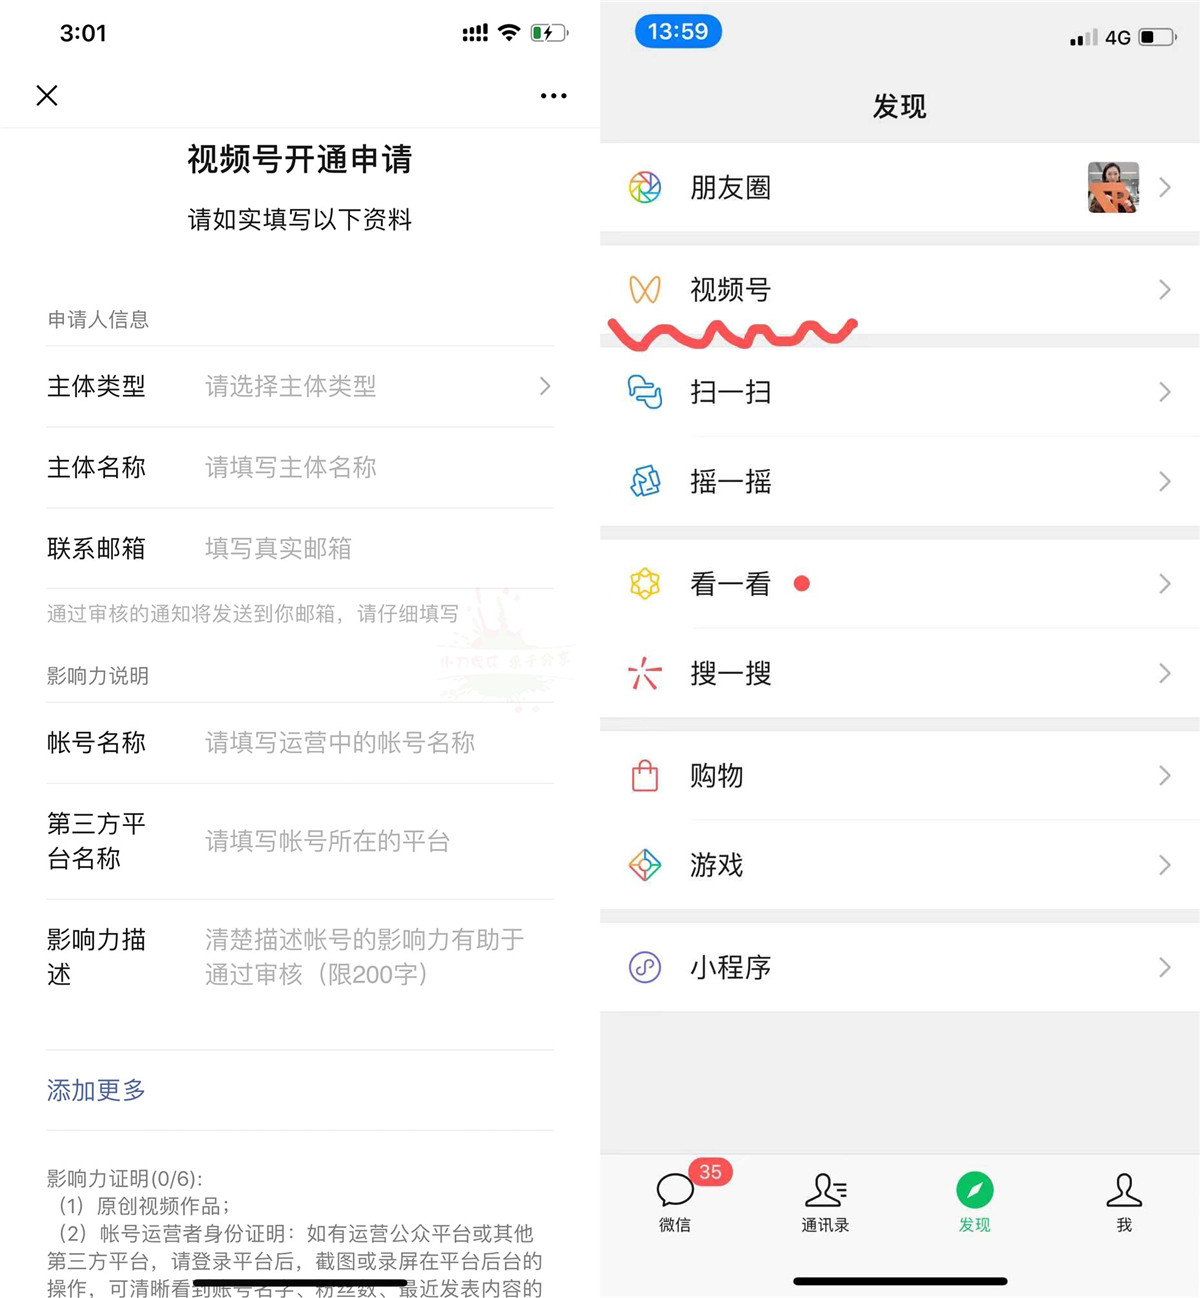 3:01
视频号开通申请
请如实填写以下资料
申请人信息
主体类型 请选择主体类型
主体名称 请填写主体名称
联系邮箱 填写真实邮箱
通过审核的通知将发送到你邮箱，请仔细填写
影响力说明
帐号名称 请填写运营中的帐号名称
第三方平
台名称
请填写帐号所在的平台
影响力描
述
清楚描述帐号的影响力有助于
通过审核（限200字）
添加更多
影响力证明(0/6):
（1）原创视频作品；
（2）帐号运营者身份证明：如有运营公众平台或其他
第三方平台，请登录平台后，截图或录屏在平台后台的
操作，可清晰看到账号名字、粉丝数、最近发表内容的
13:59
4G
发现
朋友圈
视频号
扫一扫
摇一摇
看一看
搜一搜
购物
游戏
小程序
35
微信
通讯录
发现
我